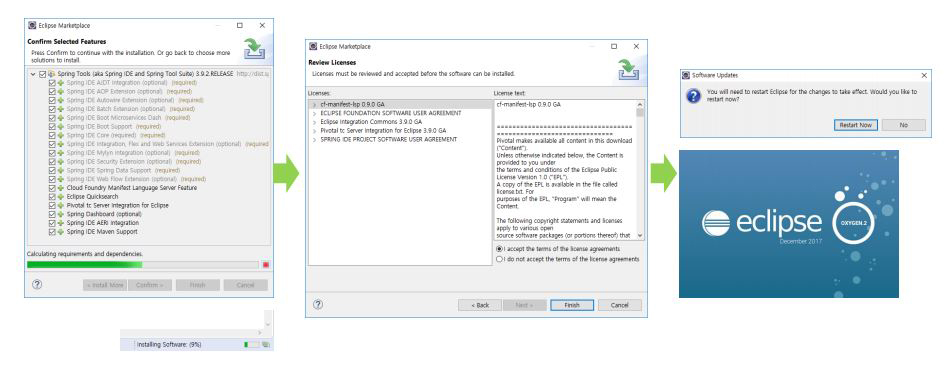 Eclipse Marketplace
Confirm Selected Features
Press Confirm to continue with the installation. Or go back to choose more
solutions to install.
Spring Tools (aka Spring IDE and Spring Tool Suite) 3.9.2.RELEASE http://dist.s
Spring IDE AJDT Integration (optional) (required)
Spring IDE AOP Extension (optional) (required)
Spring IDE Autowire Extension (optional) (required)
Spring IDE Batch Extension (optional) (required)
Spring IDE Boot Microservices Dash (required)
Spring IDE Boot Support (required)
Spring IDE Core (required) (required)
Spring IDE Integration, Flex and Web Services Extension (optional) (required
Spring IDE Mylyn Integration (optional) (required)
Spring IDE Security Extension (optional) (required)
Spring IDE Spring Data Support (required)
Spring IDE Web Flow Extension (optional) (required)
Cloud Foundry Manifest Language Server Feature
Eclipse Quicksearch
Pivotal tc Server Integration for Eclipse
Spring Dashboard (optional)
Spring IDE AERI Integration
Spring IDE Maven Support
Calculating requirements and dependencies.
< Install More Confirm > Finish Cancel
Installing Software: (9%)
Eclipse Marketplace
Review Licenses
Licenses must be reviewed and accepted before the software can be installed.
Licenses:
cf-manifest-lsp 0.9.0 GA
ECLIPSE FOUNDATION SOFTWARE USER AGREEMENT
Eclipse Integration Commons 3.9.0 GA
Pivotal tc Server Integration for Eclipse 3.9.0 GA
SPRING IDE PROJECT SOFTWARE USER AGREEMENT
License text:
cf-manifest-lsp 0.9.0 GA
==================================
=============================
Pivotal makes available all content in this download
("Content").
Unless otherwise indicated below, the Content is
provided to you under
the terms and conditions of the Eclipse Public
License Version 1.0 ("EPL").
A copy of the EPL is available in the file called
license.txt. For
purposes of the EPL, "Program" will mean the
Content.
The following copyright statements and licenses
apply to various open
source software packages (or portions thereof) that
I accept the terms of the license agreements
I do not accept the terms of the license agreements
< Back Next > Finish Cancel
Software Updates
You will need to restart Eclipse for the changes to take effect. Would you like to
restart now?
Restart Now No
eclipse
OXYGEN.2
December 2017